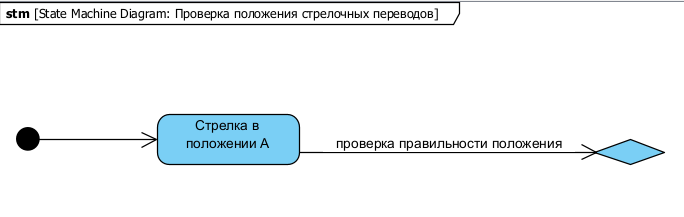 stm [State Machine Diagram: Проверка положения стрелочных переводов]
Стрелка в
положении А
проверка правильности положения